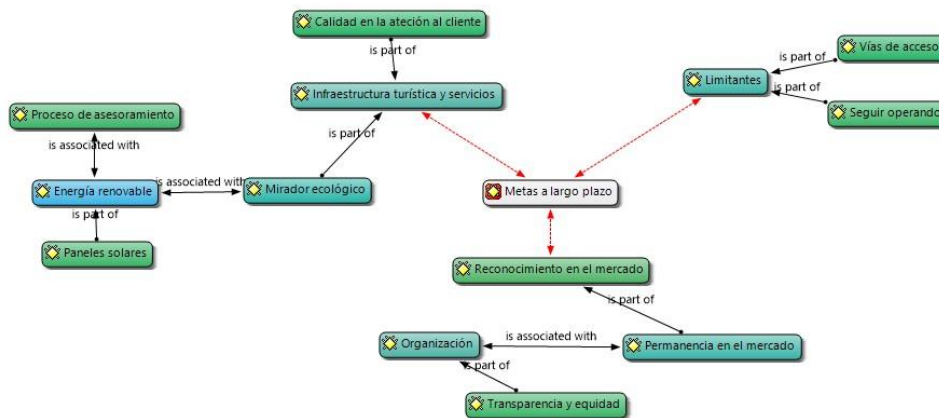 Calidad en la ateción al cliente
is part of
Vías de acceso
is part of
Limitantes
Infraestructura turística y servicios
is part of
Seguir operando
Proceso de asesoramiento
is part of
is associated with
is associated with
Energía renovable
Mirador ecológico
Metas a largo plazo
is part of
Paneles solares
Reconocimiento en el mercado
is part of
is associated with
Organización
Permanencia en el mercado
is part of
Transparencia y equidad